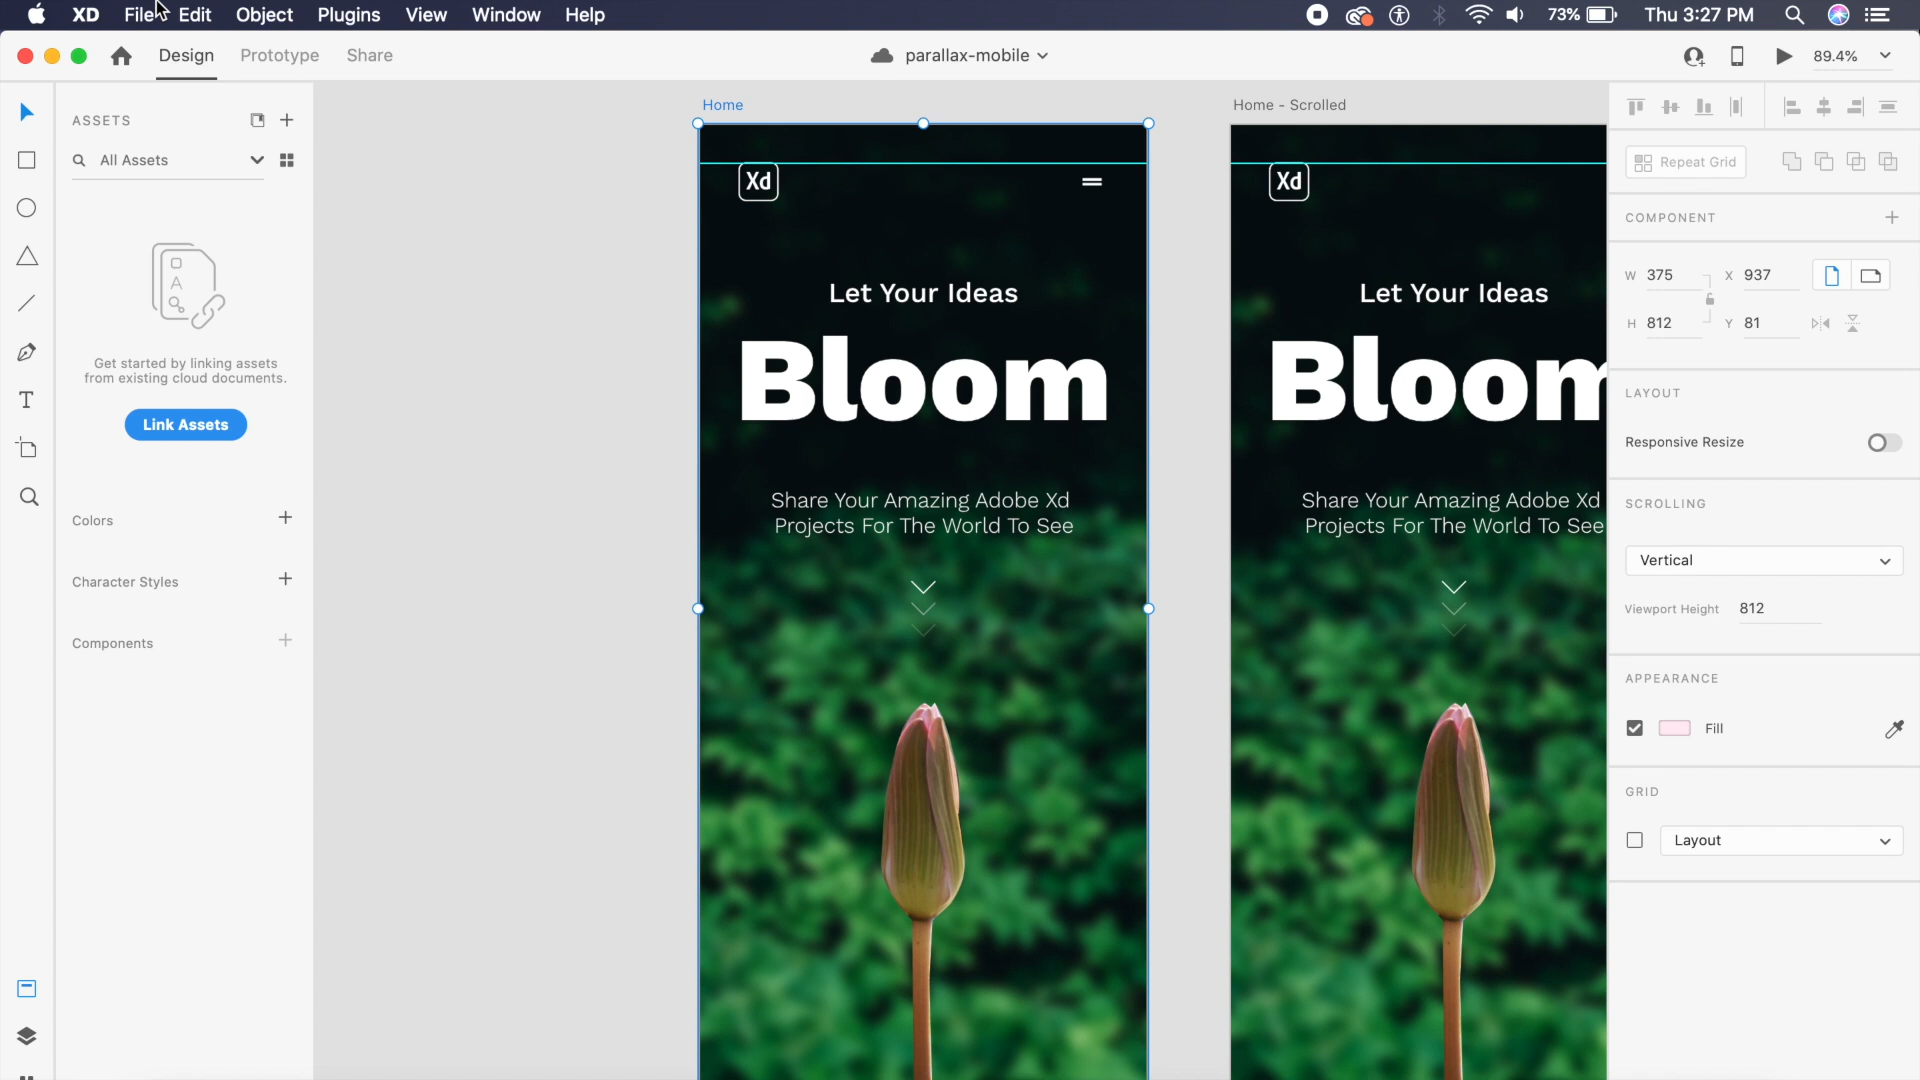 XD File Edit Object Plugins View Window Help 73% Thu 3:27 PM
Design Prototype Share parallax-mobile 89.4%
ASSETS
All Assets
A
Get started by linking assets
from existing cloud documents.
Link Assets
Colors
Character Styles
Components
T
Home
Xd
Let Your Ideas
Bloom
Share Your Amazing Adobe Xd
Projects For The World To See
Home - Scrolled
Xd
Let Your Ideas
Bloom
Share Your Amazing Adobe Xd
Projects For The World To See
Repeat Grid
COMPONENT
W 375 X 937
H 812 Y 81
LAYOUT
Responsive Resize
SCROLLING
Vertical
Viewport Height 812
APPEARANCE
Fill
GRID
Layout